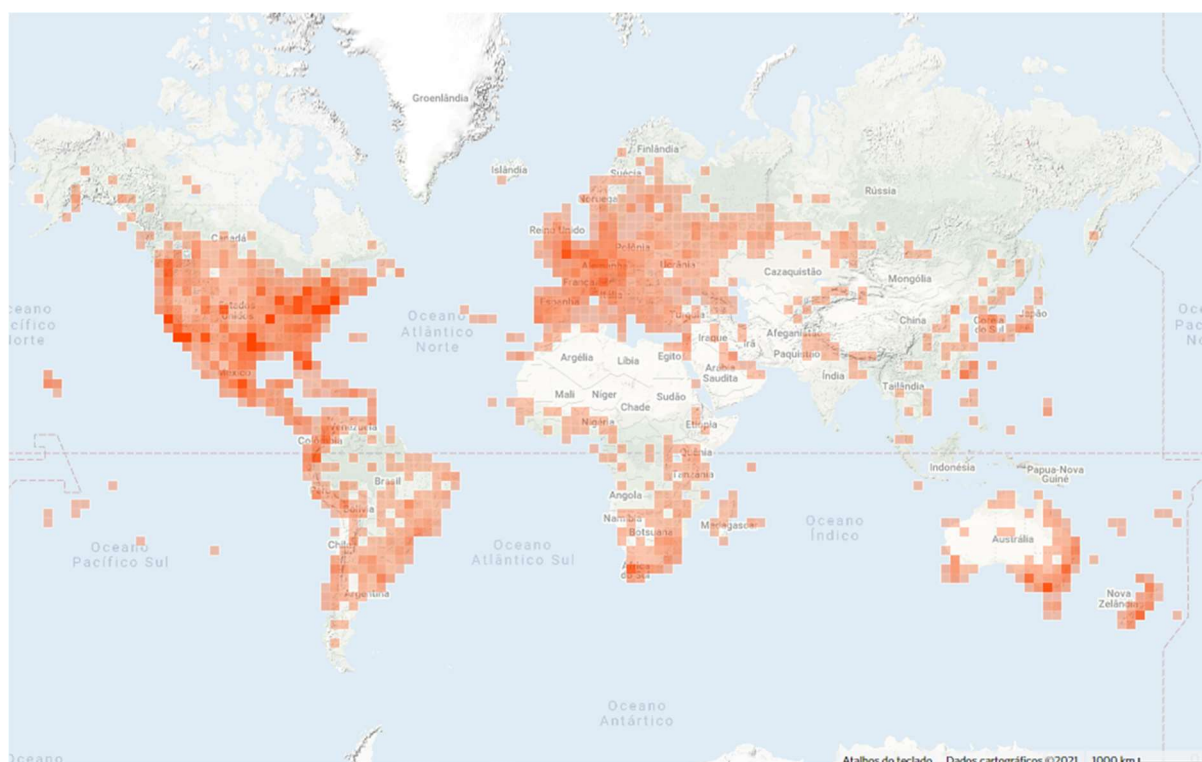 Groenlândia
Islândia
Finlândia
Suécia
Noruega
Rússia
Canadá
Reino Unido
Polônia
Ucrânia
Cazaquistão
Mongólia
França
Espanha
Estados
Unidos
Oceano
Atlântico
Norte
Turquia
Iraque
Irã
Afeganistão
Paquistão
China
Coreia
do Sul
Japão
Argélia
Líbia
Egito
Arábia
Saudita
Índia
Tailândia
México
Mali
Níger
Chade
Sudão
Nigéria
Etiópia
Venezuela
Colômbia
Quênia
Tanzânia
Indonésia
Papua-Nova
Guiné
Brasil
Peru
Bolívia
Angola
Namíbia
Botsuana
Madagascar
Chile
Argentina
África
do Sul
Austrália
Nova
Zelândia
Oceano
Pacífico Sul
Oceano
Atlântico Sul
Oceano
Índico
Oceano
Antártico
Oceano
Atalhos do teclado Dados cartográficos ©2021 1000 km